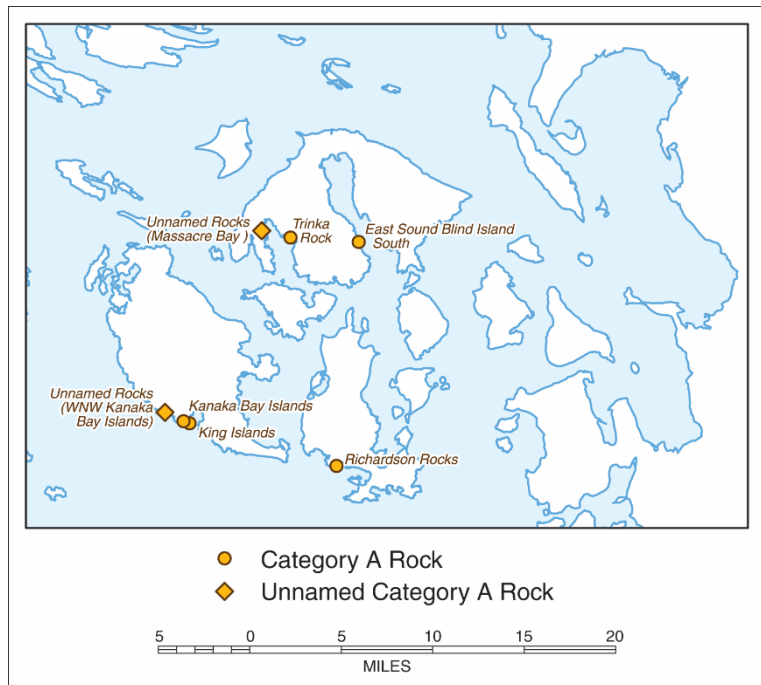 Unnamed Rocks
(Massacre Bay )
Trinka
Rock
East Sound Blind Island
South
Unnamed Rocks
(WNW Kanaka
Bay Islands)
Kanaka Bay Islands
King Islands
Richardson Rocks
Category A Rock
Unnamed Category A Rock
5 0 5 10 15 20
MILES